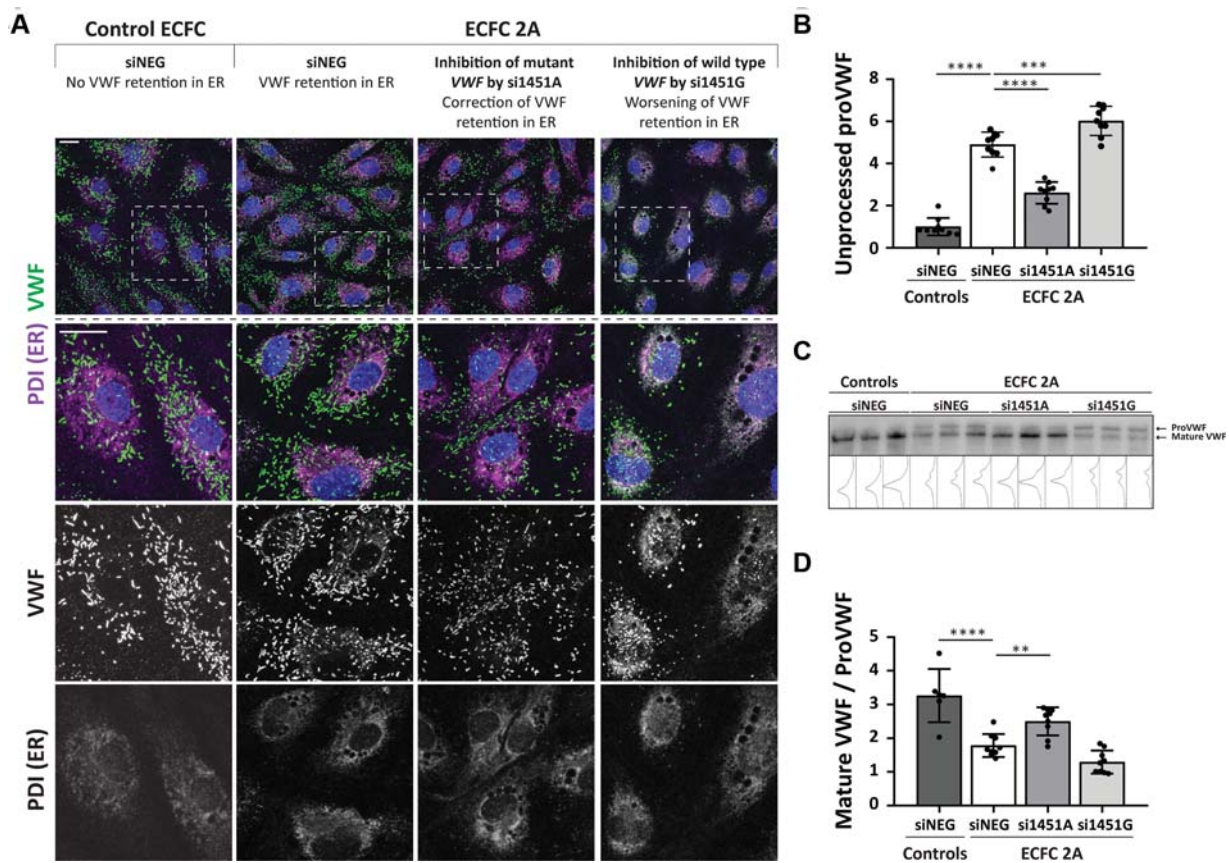 A
Control ECFC
ECFC 2A
siNEG
No VWF retention in ER
siNEG
VWF retention in ER
Inhibition of mutant
VWF by si1451A
Correction of VWF
retention in ER
Inhibition of wild type
VWF by si1451G
Worsening of VWF
retention in ER
PDI (ER) VWF
VWF
PDI (ER)
B
Unprocessed proVWF
8
6
4
2
0
****
***
****
siNEG siNEG si1451A si1451G
Controls ECFC 2A
C
Controls ECFC 2A
siNEG siNEG si1451A si1451G
ProVWF
Mature VWF
D
Mature VWF / ProVWF
5
4
3
2
1
0
****
**
siNEG siNEG si1451A si1451G
Controls ECFC 2A